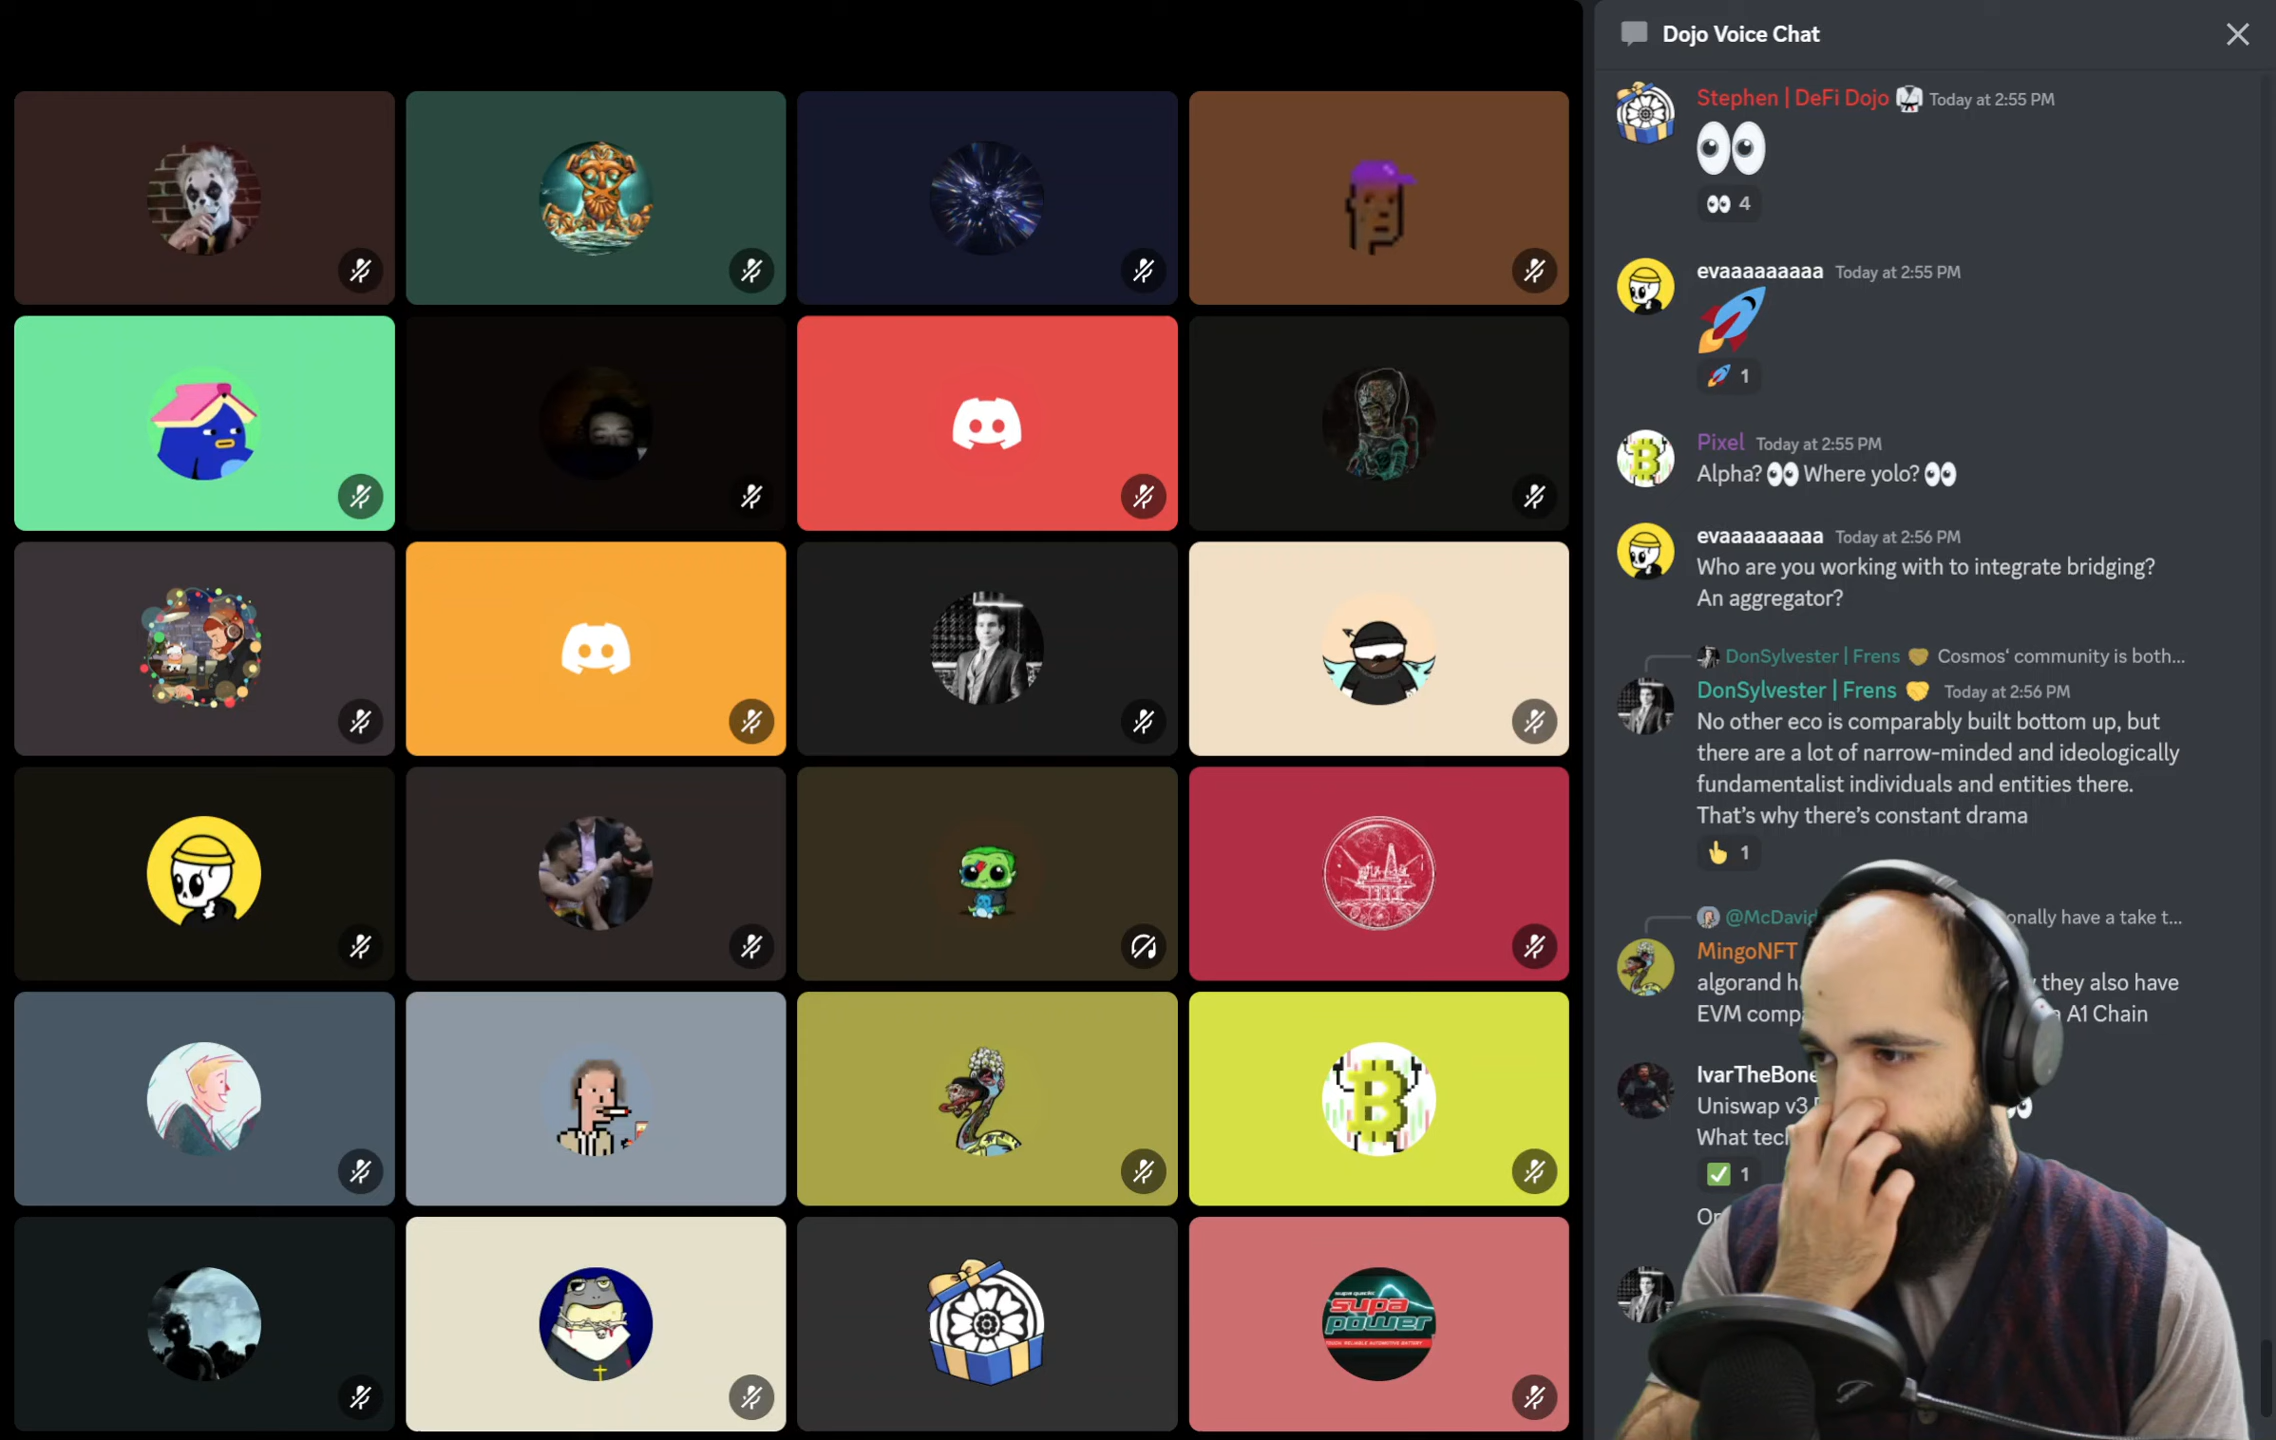 Dojo Voice Chat
Stephen | DeFi Dojo Today at 2:55 PM
4
evaaaaaaaaa Today at 2:55 PM
1
Pixel Today at 2:55 PM
Alpha? Where yolo?
evaaaaaaaaa Today at 2:56 PM
Who are you working with to integrate bridging?
An aggregator?
DonSylvester | Frens Cosmos‘ community is both...
DonSylvester | Frens Today at 2:56 PM
No other eco is comparably built bottom up, but
there are a lot of narrow-minded and ideologically
fundamentalist individuals and entities there.
That’s why there’s constant drama
1
@McDavid onally have a take t...
MingoNFT
algorand they also have
EVM comp A1 Chain
IvarTheBone
Uniswap v3
What tec
1
supa
power